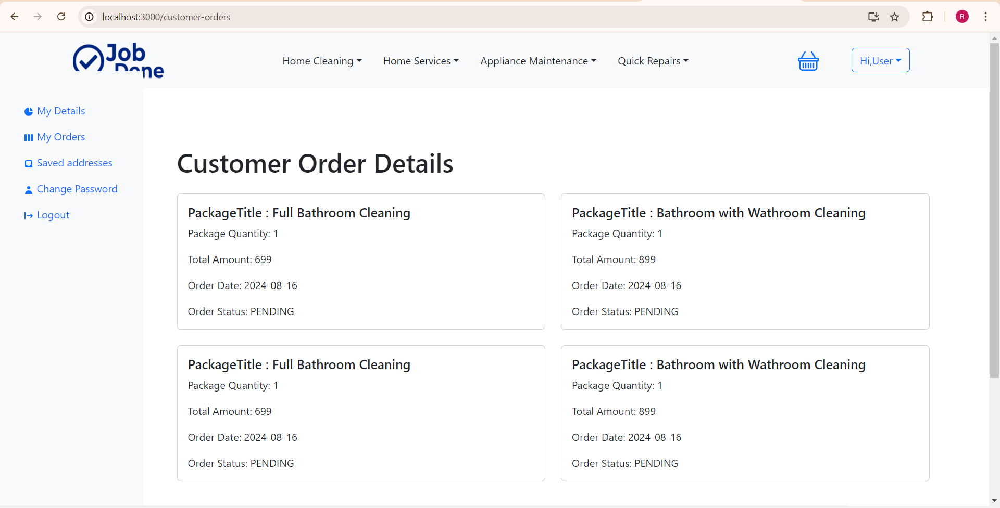 localhost:3000/customer-orders
R
Job
Done
Home Cleaning
Home Services
Appliance Maintenance
Quick Repairs
Hi,User
My Details
My Orders
Saved addresses
Change Password
Logout
Customer Order Details
PackageTitle : Full Bathroom Cleaning
Package Quantity: 1
Total Amount: 699
Order Date: 2024-08-16
Order Status: PENDING
PackageTitle : Bathroom with Wathroom Cleaning
Package Quantity: 1
Total Amount: 899
Order Date: 2024-08-16
Order Status: PENDING
PackageTitle : Full Bathroom Cleaning
Package Quantity: 1
Total Amount: 699
Order Date: 2024-08-16
Order Status: PENDING
PackageTitle : Bathroom with Wathroom Cleaning
Package Quantity: 1
Total Amount: 899
Order Date: 2024-08-16
Order Status: PENDING